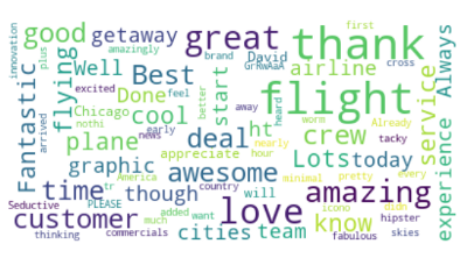 first
innovation
plus
good getaway great thank
amazingly
brand David cross Always
GrRwAaA
Well Best airline
Fantastic flying start flight service
excited
Done feel better away
Chicago cool heard worm Already
nothi
arrived early news deal ht crew tacky
plane nearly
appreciate hour Lots today experience
graphic awesome minimal pretty every
time tr America country amazing
though will icono didn
Seductive PLEASE love know hipster
customer much added want
cities team fabulous skies
thinking commercials